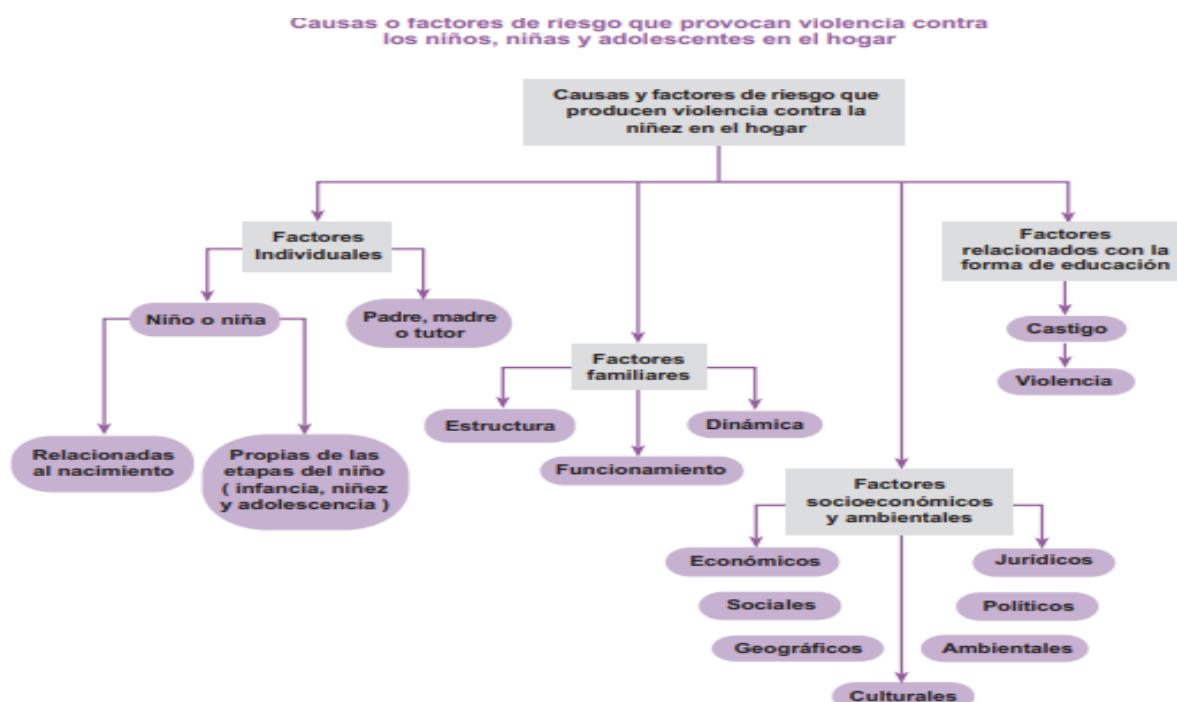 Causas o factores de riesgo que provocan violencia contra
los niños, niñas y adolescentes en el hogar
Causas y factores de riesgo que
producen violencia contra la
niñez en el hogar
Factores
Individuales
Niño o niña
Padre, madre
o tutor
Relacionadas
al nacimiento
Propias de las
etapas del niño
( infancia, niñez
y adolescencia )
Factores
familiares
Estructura
Dinámica
Funcionamiento
Factores
socioeconómicos
y ambientales
Económicos
Jurídicos
Sociales
Políticos
Geográficos
Ambientales
Culturales
Factores
relacionados con la
forma de educación
Castigo
Violencia